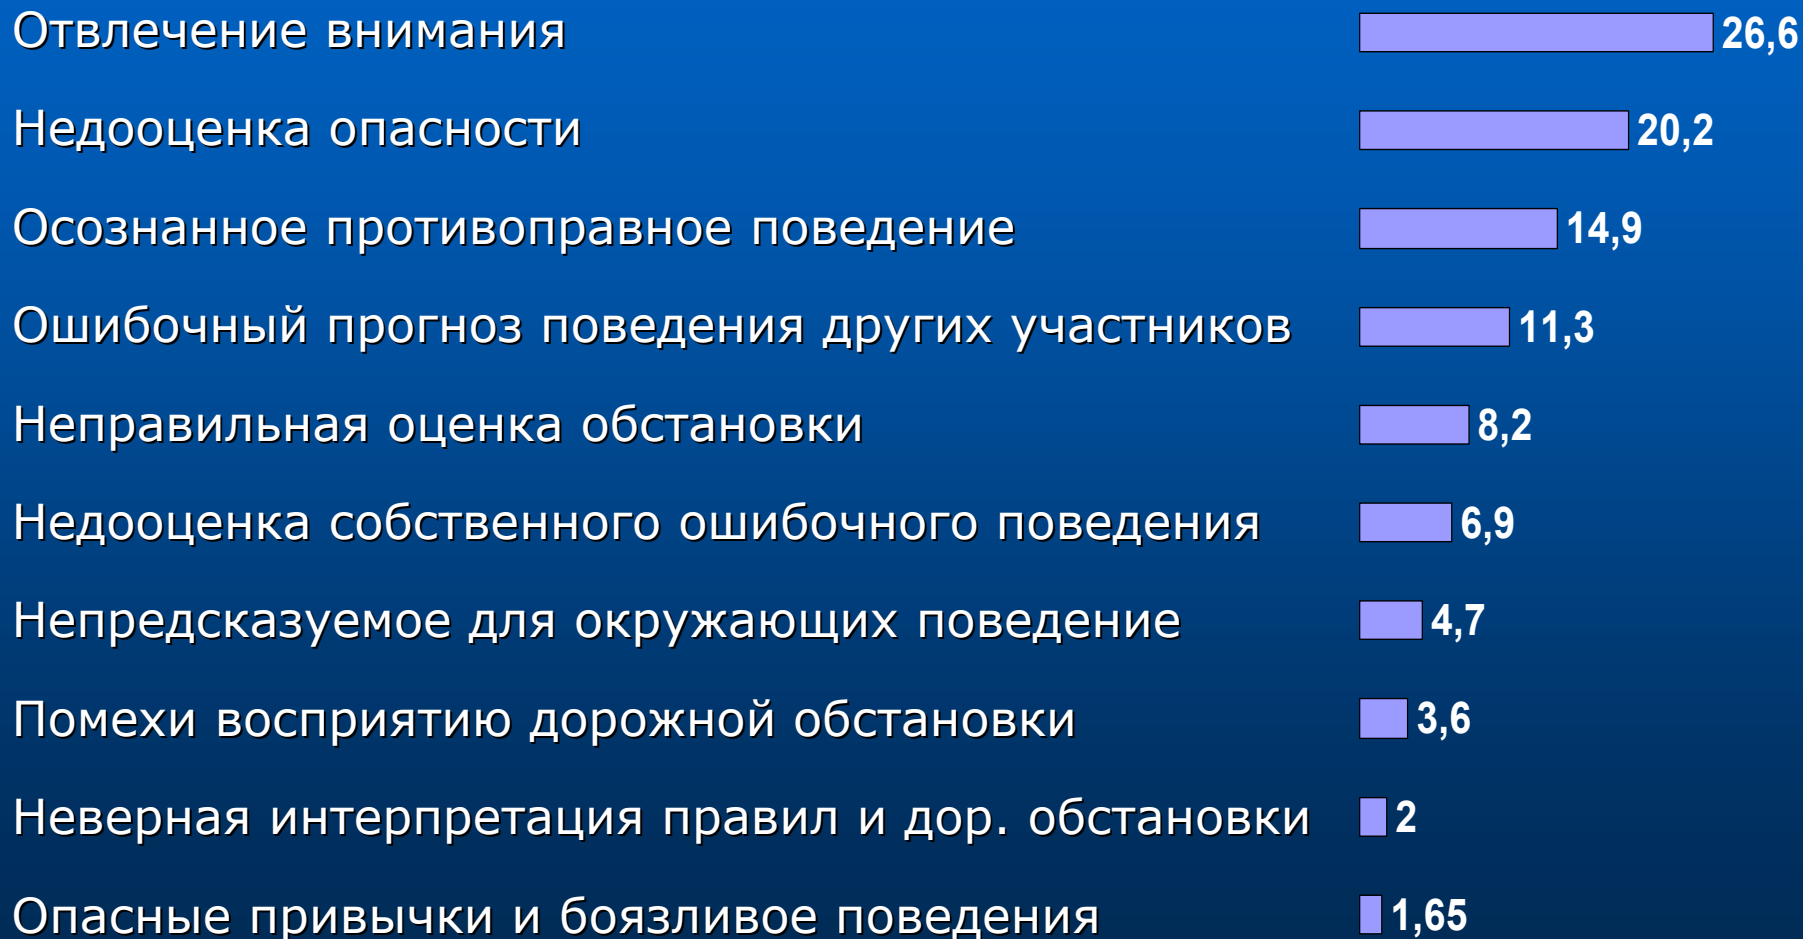 Отвлечение внимания 26,6
Недооценка опасности 20,2
Осознанное противоправное поведение 14,9
Ошибочный прогноз поведения других участников 11,3
Неправильная оценка обстановки 8,2
Недооценка собственного ошибочного поведения 6,9
Непредсказуемое для окружающих поведение 4,7
Помехи восприятию дорожной обстановки 3,6
Неверная интерпретация правил и дор. обстановки 2
Опасные привычки и боязливое поведения 1,65